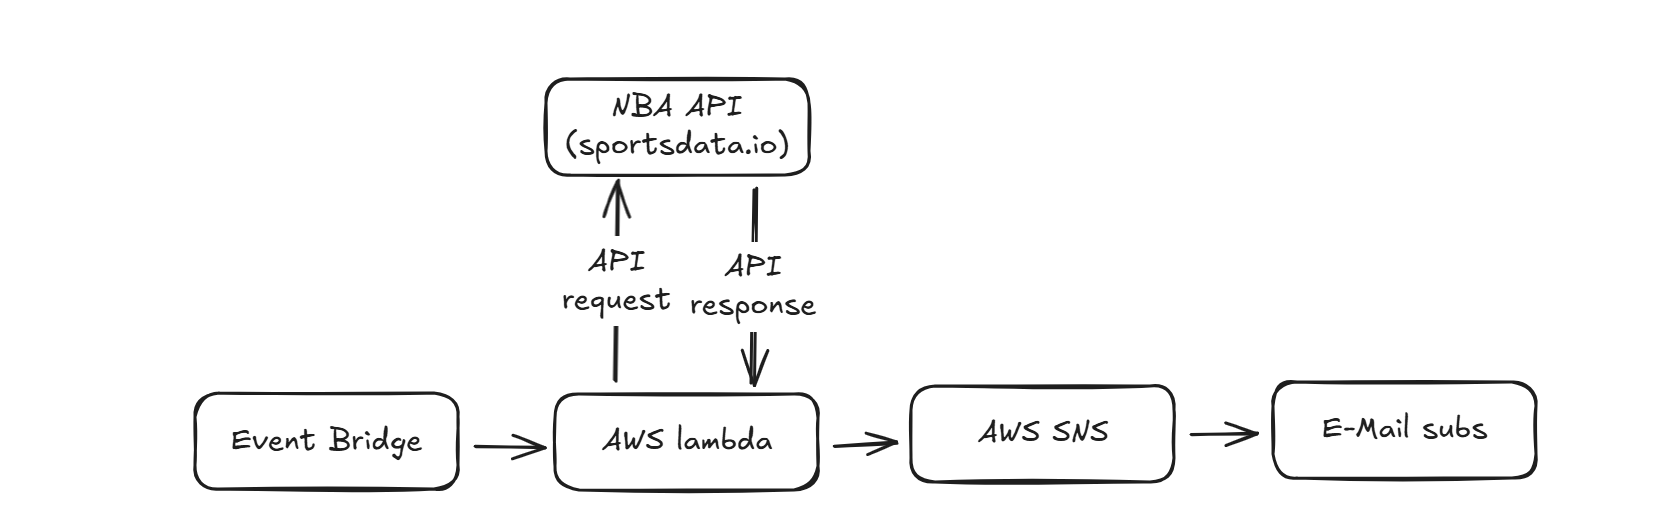 NBA API
(sportsdata.io)
API
request
API
response
Event Bridge
AWS lambda
AWS SNS
E-Mail subs